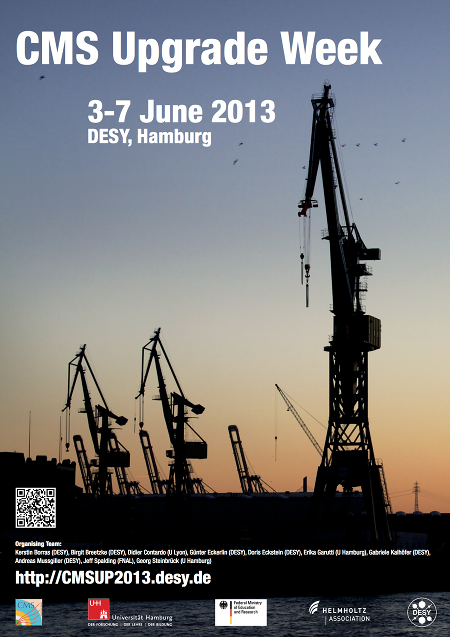 CMS Upgrade Week
3-7 June 2013
DESY, Hamburg
Organising Team:
Kerstin Borras (DESY), Birgit Breetzke (DESY), Didier Contardo (U Lyon), Günter Eckerlin (DESY), Doris Eckstein (DESY), Erika Garutti (U Hamburg), Gabriele Kalhöfer (DESY),
Andreas Mussgiller (DESY), Jeff Spalding (FNAL), Georg Steinbrück (U Hamburg)
http://CMSUP2013.desy.de
CMS
UHH
Universität Hamburg
DER FORSCHUNG | DER LEHRE | DER BILDUNG
Federal Ministry
of Education
and Research
HELMHOLTZ
ASSOCIATION
DESY